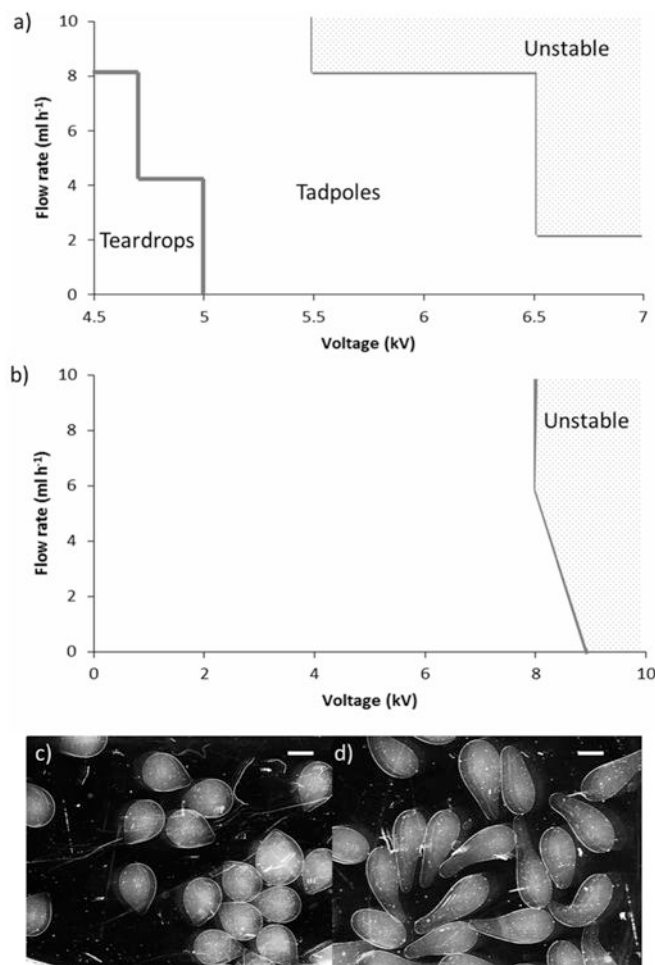 a)
10
8
6
4
2
0
Flow rate (ml h⁻¹)
Unstable
Tadpoles
Teardrops
4.5 5 5.5 6 6.5 7
Voltage (kV)
b)
10
8
6
4
2
0
Flow rate (ml h⁻¹)
Unstable
0 2 4 6 8 10
Voltage (kV)
c) d)